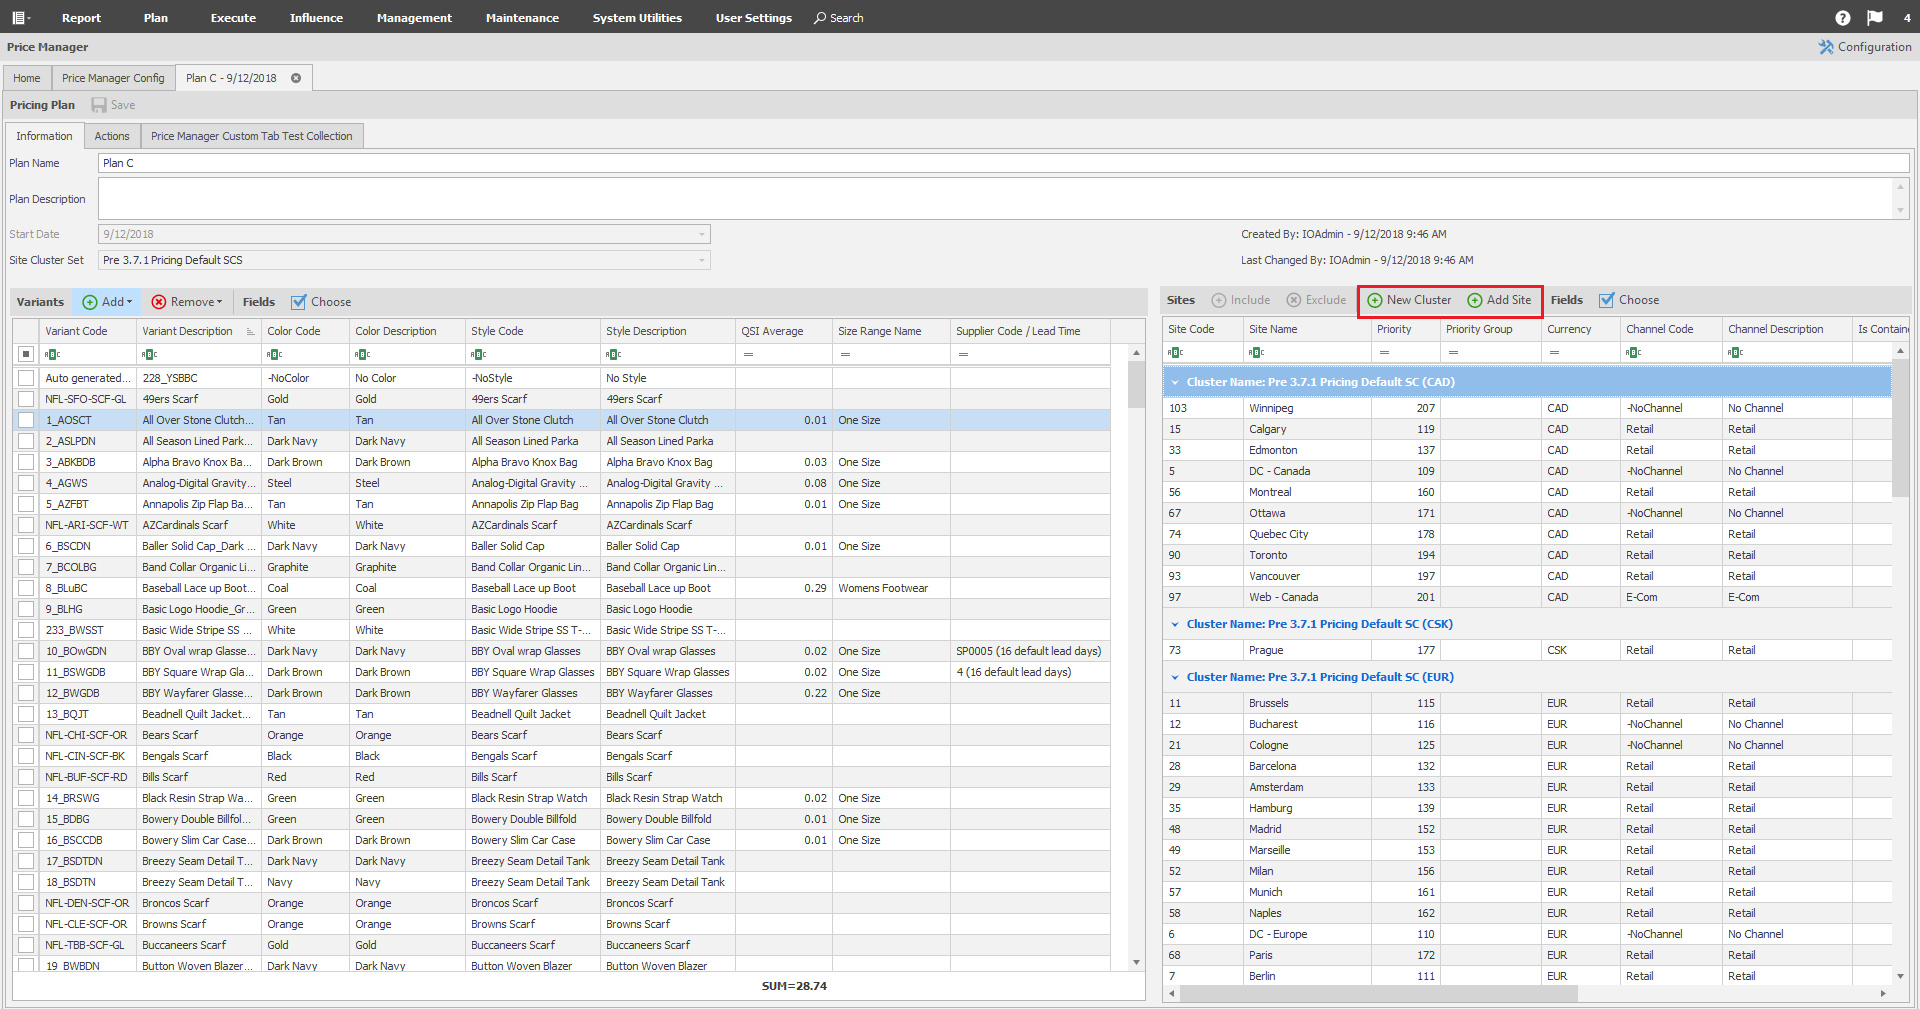 Report Plan Execute Influence Management Maintenance System Utilities User Settings Search ? 4
Price Manager Configuration
Home Price Manager Config Plan C - 9/12/2018
Pricing Plan Save
Information Actions Price Manager Custom Tab Test Collection
Plan Name Plan C
Plan Description
Start Date 9/12/2018 Created By: IOAdmin - 9/12/2018 9:46 AM
Site Cluster Set Pre 3.7.1 Pricing Default SCS Last Changed By: IOAdmin - 9/12/2018 9:46 AM
Variants Add Remove Fields Choose
Variant Code Variant Description Color Code Color Description Style Code Style Description QSI Average Size Range Name Supplier Code / Lead Time
ABC ABC ABC ABC ABC ABC = = =
Auto generated... 228_YSBBC -NoColor No Color -NoStyle No Style
NFL-SFO-SCF-GL 49ers Scarf Gold Gold 49ers Scarf 49ers Scarf
1_AOSCT All Over Stone Clutch... Tan Tan All Over Stone Clutch All Over Stone Clutch 0.01 One Size
2_ASLPDN All Season Lined Parka... Dark Navy Dark Navy All Season Lined Parka All Season Lined Parka
3_ABKBDB Alpha Bravo Knox Ba... Dark Brown Dark Brown Alpha Bravo Knox Bag Alpha Bravo Knox Bag 0.03 One Size
4_AGWS Analog-Digital Gravity... Steel Steel Analog-Digital Gravity ... Analog-Digital Gravity ... 0.08 One Size
5_AZFBT Annapolis Zip Flap Ba... Tan Tan Annapolis Zip Flap Bag Annapolis Zip Flap Bag 0.01 One Size
NFL-ARI-SCF-WT AZCardinals Scarf White White AZCardinals Scarf AZCardinals Scarf
6_BSCDN Baller Solid Cap_Dark ... Dark Navy Dark Navy Baller Solid Cap Baller Solid Cap 0.01 One Size
7_BCOLBG Band Collar Organic Li... Graphite Graphite Band Collar Organic Lin... Band Collar Organic Lin...
8_BLuBC Baseball Lace up Boot... Coal Coal Baseball Lace up Boot Baseball Lace up Boot 0.29 Womens Footwear
9_BLHG Basic Logo Hoodie_Gr... Green Green Basic Logo Hoodie Basic Logo Hoodie
233_BWSST Basic Wide Stripe SS ... White White Basic Wide Stripe SS T-... Basic Wide Stripe SS T-...
10_BOwGDN BBY Oval wrap Glasse... Dark Navy Dark Navy BBY Oval wrap Glasses BBY Oval wrap Glasses 0.02 One Size SP0005 (16 default lead days)
11_BSWGDB BBY Square Wrap Gla... Dark Brown Dark Brown BBY Square Wrap Glasses BBY Square Wrap Glasses 0.02 One Size 4 (16 default lead days)
12_BWGDB BBY Wayfarer Glasse... Dark Brown Dark Brown BBY Wayfarer Glasses BBY Wayfarer Glasses 0.22 One Size
13_BQJT Beadnell Quilt Jacket... Tan Tan Beadnell Quilt Jacket Beadnell Quilt Jacket
NFL-CHI-SCF-OR Bears Scarf Orange Orange Bears Scarf Bears Scarf
NFL-CIN-SCF-BK Bengals Scarf Black Black Bengals Scarf Bengals Scarf
NFL-BUF-SCF-RD Bills Scarf Red Red Bills Scarf Bills Scarf
14_BRSWG Black Resin Strap Wa... Green Green Black Resin Strap Watch Black Resin Strap Watch 0.02 One Size
15_BDBG Bowery Double Billfol... Green Green Bowery Double Billfold Bowery Double Billfold 0.01 One Size
16_BSCCDB Bowery Slim Car Case... Dark Brown Dark Brown Bowery Slim Car Case Bowery Slim Car Case 0.01 One Size
17_BSDTDN Breezy Seam Detail T... Dark Navy Dark Navy Breezy Seam Detail Tank Breezy Seam Detail Tank
18_BSDTN Breezy Seam Detail T... Navy Navy Breezy Seam Detail Tank Breezy Seam Detail Tank
NFL-DEN-SCF-OR Broncos Scarf Orange Orange Broncos Scarf Broncos Scarf
NFL-CLE-SCF-OR Browns Scarf Orange Orange Browns Scarf Browns Scarf
NFL-TBB-SCF-GL Buccaneers Scarf Gold Gold Buccaneers Scarf Buccaneers Scarf
19_BWBDN Button Woven Blazer... Dark Navy Dark Navy Button Woven Blazer Button Woven Blazer
SUM=28.74
Sites Include Exclude New Cluster Add Site Fields Choose
Site Code Site Name Priority Priority Group Currency Channel Code Channel Description Is Contain
ABC ABC = = = ABC ABC
Cluster Name: Pre 3.7.1 Pricing Default SC (CAD)
103 Winnipeg 207 CAD -NoChannel No Channel
15 Calgary 119 CAD Retail Retail
33 Edmonton 137 CAD Retail Retail
5 DC - Canada 109 CAD -NoChannel No Channel
56 Montreal 160 CAD Retail Retail
67 Ottawa 171 CAD -NoChannel No Channel
74 Quebec City 178 CAD Retail Retail
90 Toronto 194 CAD Retail Retail
93 Vancouver 197 CAD Retail Retail
97 Web - Canada 201 CAD E-Com E-Com
Cluster Name: Pre 3.7.1 Pricing Default SC (CSK)
73 Prague 177 CSK Retail Retail
Cluster Name: Pre 3.7.1 Pricing Default SC (EUR)
11 Brussels 115 EUR Retail Retail
12 Bucharest 116 EUR -NoChannel No Channel
21 Cologne 125 EUR -NoChannel No Channel
28 Barcelona 132 EUR Retail Retail
29 Amsterdam 133 EUR Retail Retail
35 Hamburg 139 EUR Retail Retail
48 Madrid 152 EUR Retail Retail
49 Marseille 153 EUR Retail Retail
52 Milan 156 EUR Retail Retail
57 Munich 161 EUR Retail Retail
58 Naples 162 EUR Retail Retail
6 DC - Europe 110 EUR -NoChannel No Channel
68 Paris 172 EUR Retail Retail
7 Berlin 111 EUR Retail Retail